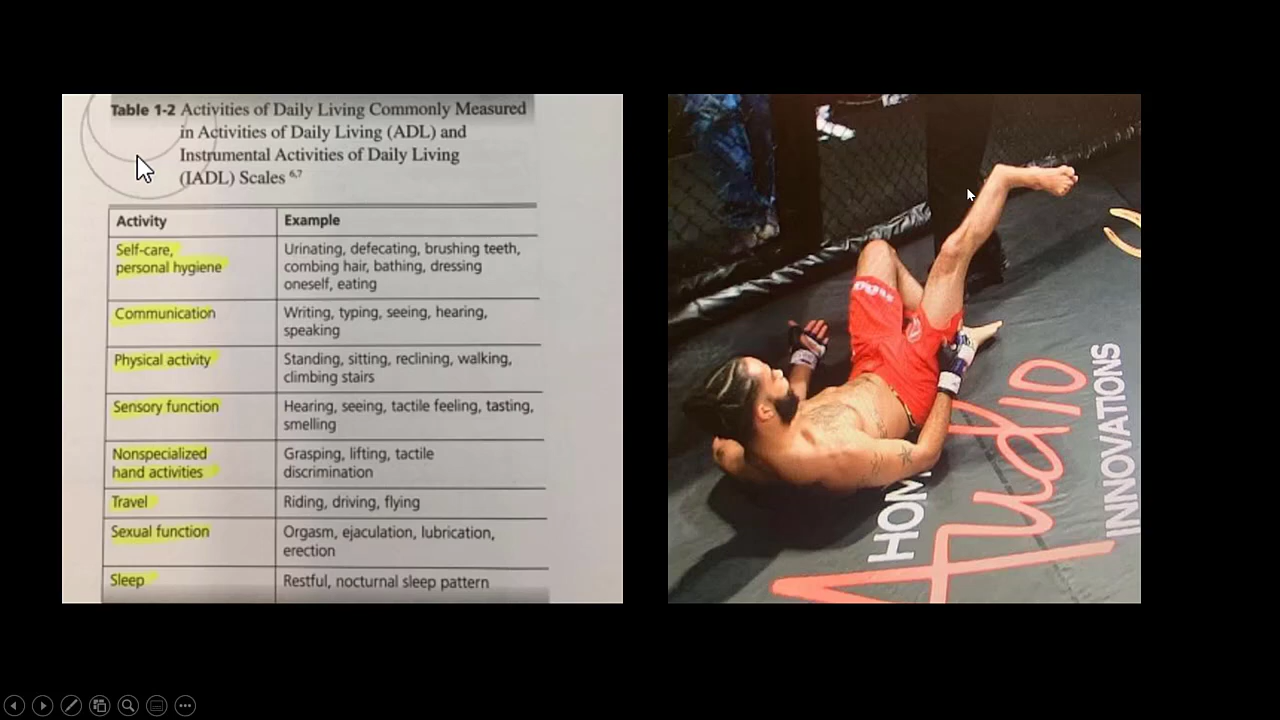 Table 1-2 Activities of Daily Living Commonly Measured
in Activities of Daily Living (ADL) and
Instrumental Activities of Daily Living
(IADL) Scales 6,7
Activity Example
Self-care, Urinating, defecating, brushing teeth,
personal hygiene combing hair, bathing, dressing
oneself, eating
Communication Writing, typing, seeing, hearing,
speaking
Physical activity Standing, sitting, reclining, walking,
climbing stairs
Sensory function Hearing, seeing, tactile feeling, tasting,
smelling
Nonspecialized Grasping, lifting, tactile
hand activities discrimination
Travel Riding, driving, flying
Sexual function Orgasm, ejaculation, lubrication,
erection
Sleep Restful, nocturnal sleep pattern
HOM
Audio
INNOVATIONS